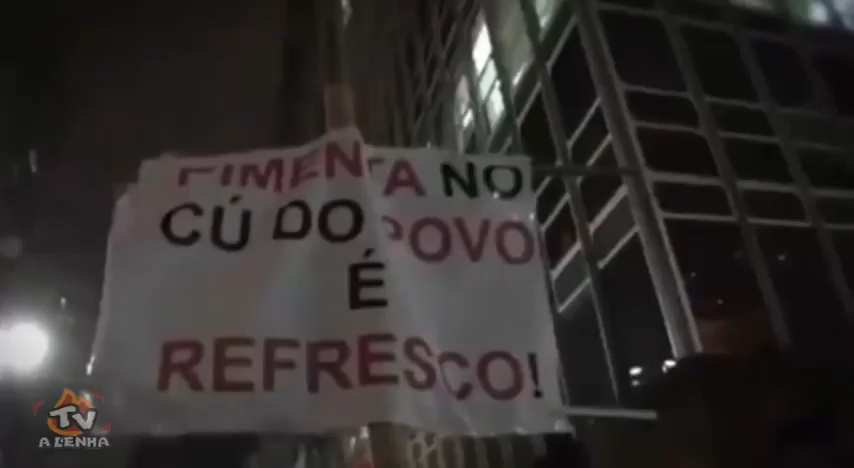 PIMENTA NO
CÚ DO POVO
É
REFRESCO!
TV
A LENHA